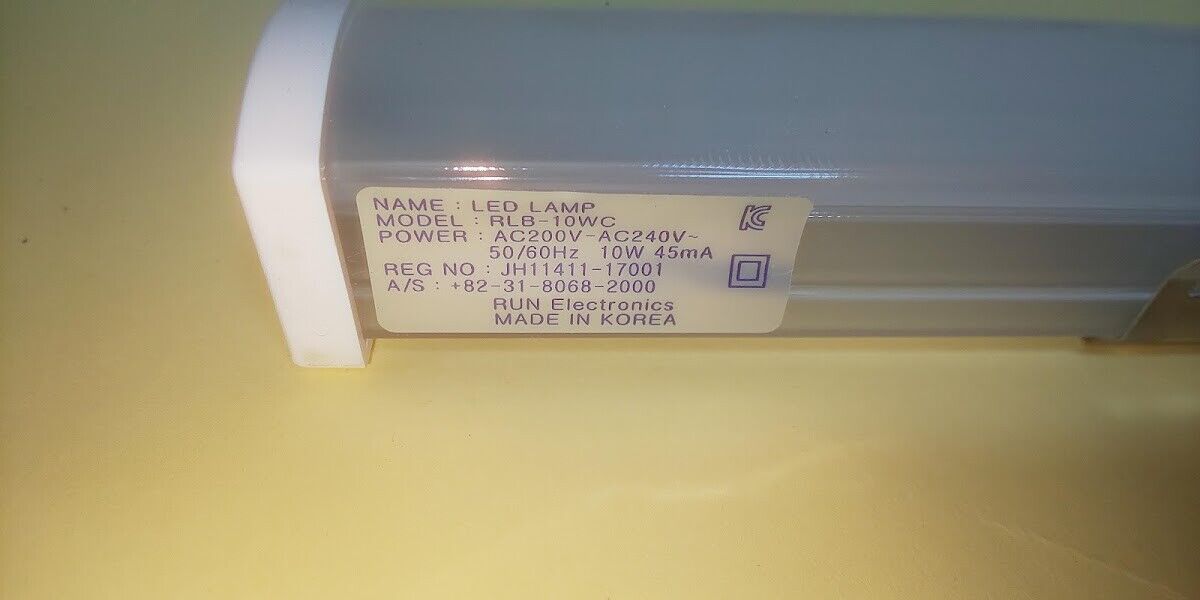 NAME : LED LAMP
MODEL : RLB-10WC
POWER : AC200V-AC240V~
50/60Hz 10W 45mA
REG NO : JH11411-17001
A/S : +82-31-8068-2000
RUN Electronics
MADE IN KOREA